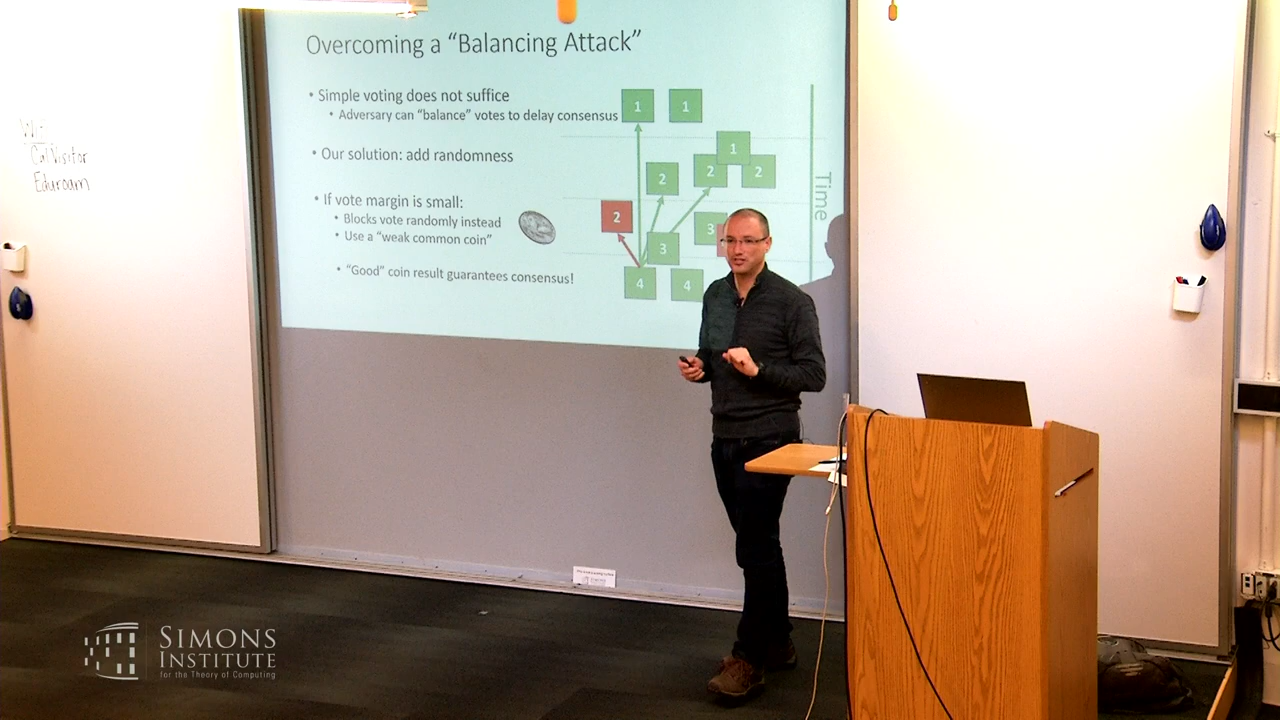 Overcoming a “Balancing Attack”
• Simple voting does not suffice
• Adversary can “balance” votes to delay consensus
• Our solution: add randomness
• If vote margin is small:
• Blocks vote randomly instead
• Use a “weak common coin”
• “Good” coin result guarantees consensus!
1 1
1
2 2 2
2
3 3
4 4
Time
Wifi
CalVisitor
Eduroam
SIMONS
INSTITUTE
for the Theory of Computing